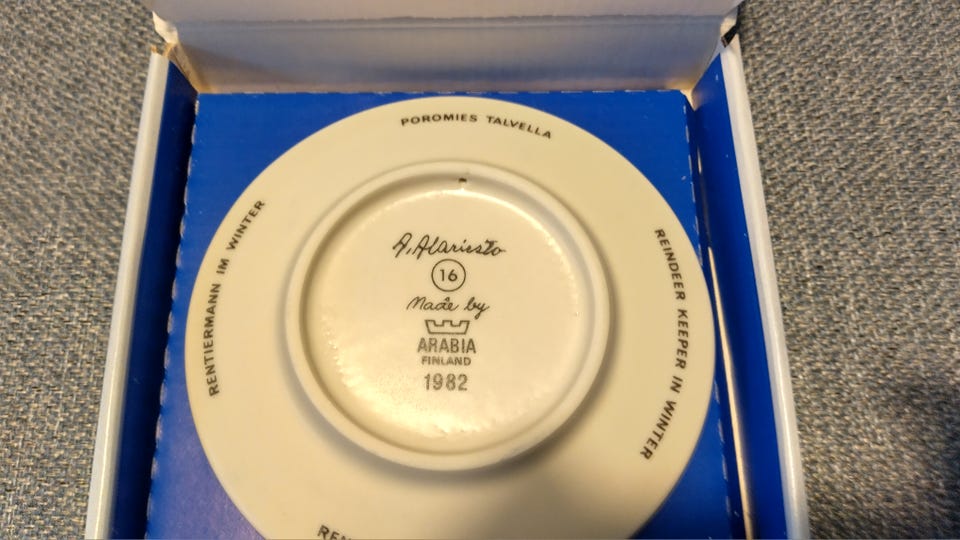 POROMIES TALVELLA
RENTIERMANN IM WINTER
REINDEER KEEPER IN WINTER
A. Alariesto
16
Made by
ARABIA
FINLAND
1982